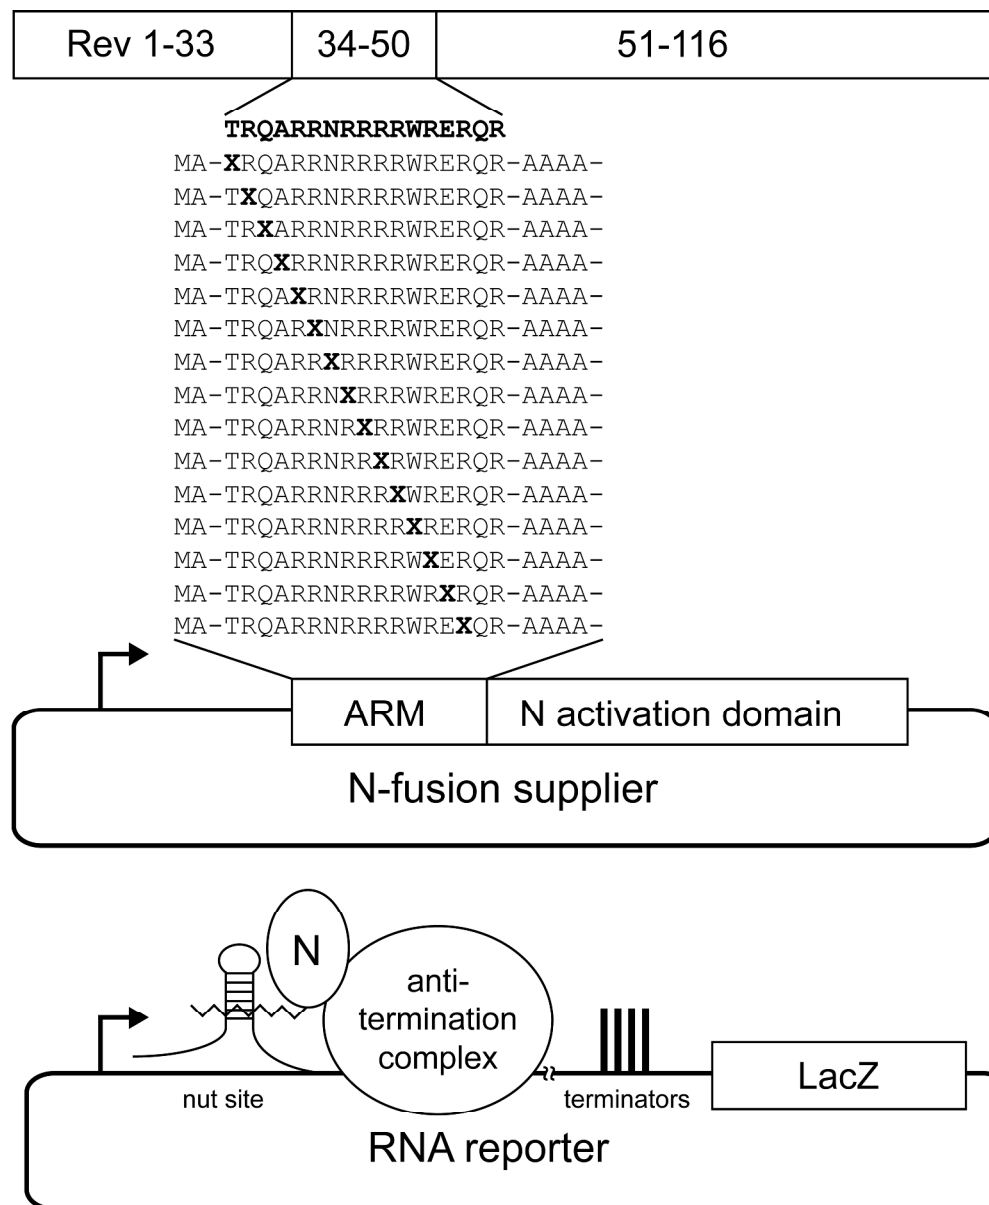 Rev 1-33 34-50 51-116
TRQARRNRRRRWRERQR
MA-XRQARRNRRRRWRERQR-AAAA-
MA-TXQARRNRRRRWRERQR-AAAA-
MA-TRXARRNRRRRWRERQR-AAAA-
MA-TRQXRRNRRRRWRERQR-AAAA-
MA-TRQAXRNRRRRWRERQR-AAAA-
MA-TRQARXNRRRRWRERQR-AAAA-
MA-TRQARRXRRRRWRERQR-AAAA-
MA-TRQARRNXRRRWRERQR-AAAA-
MA-TRQARRNRXRRWRERQR-AAAA-
MA-TRQARRNRRXRWRERQR-AAAA-
MA-TRQARRNRRRXWRERQR-AAAA-
MA-TRQARRNRRRRXRERQR-AAAA-
MA-TRQARRNRRRRWXERQR-AAAA-
MA-TRQARRNRRRRWRXRQR-AAAA-
MA-TRQARRNRRRRWREXQR-AAAA-
ARM N activation domain
N-fusion supplier
N
anti-
termination
complex
LacZ
nut site
terminators
RNA reporter